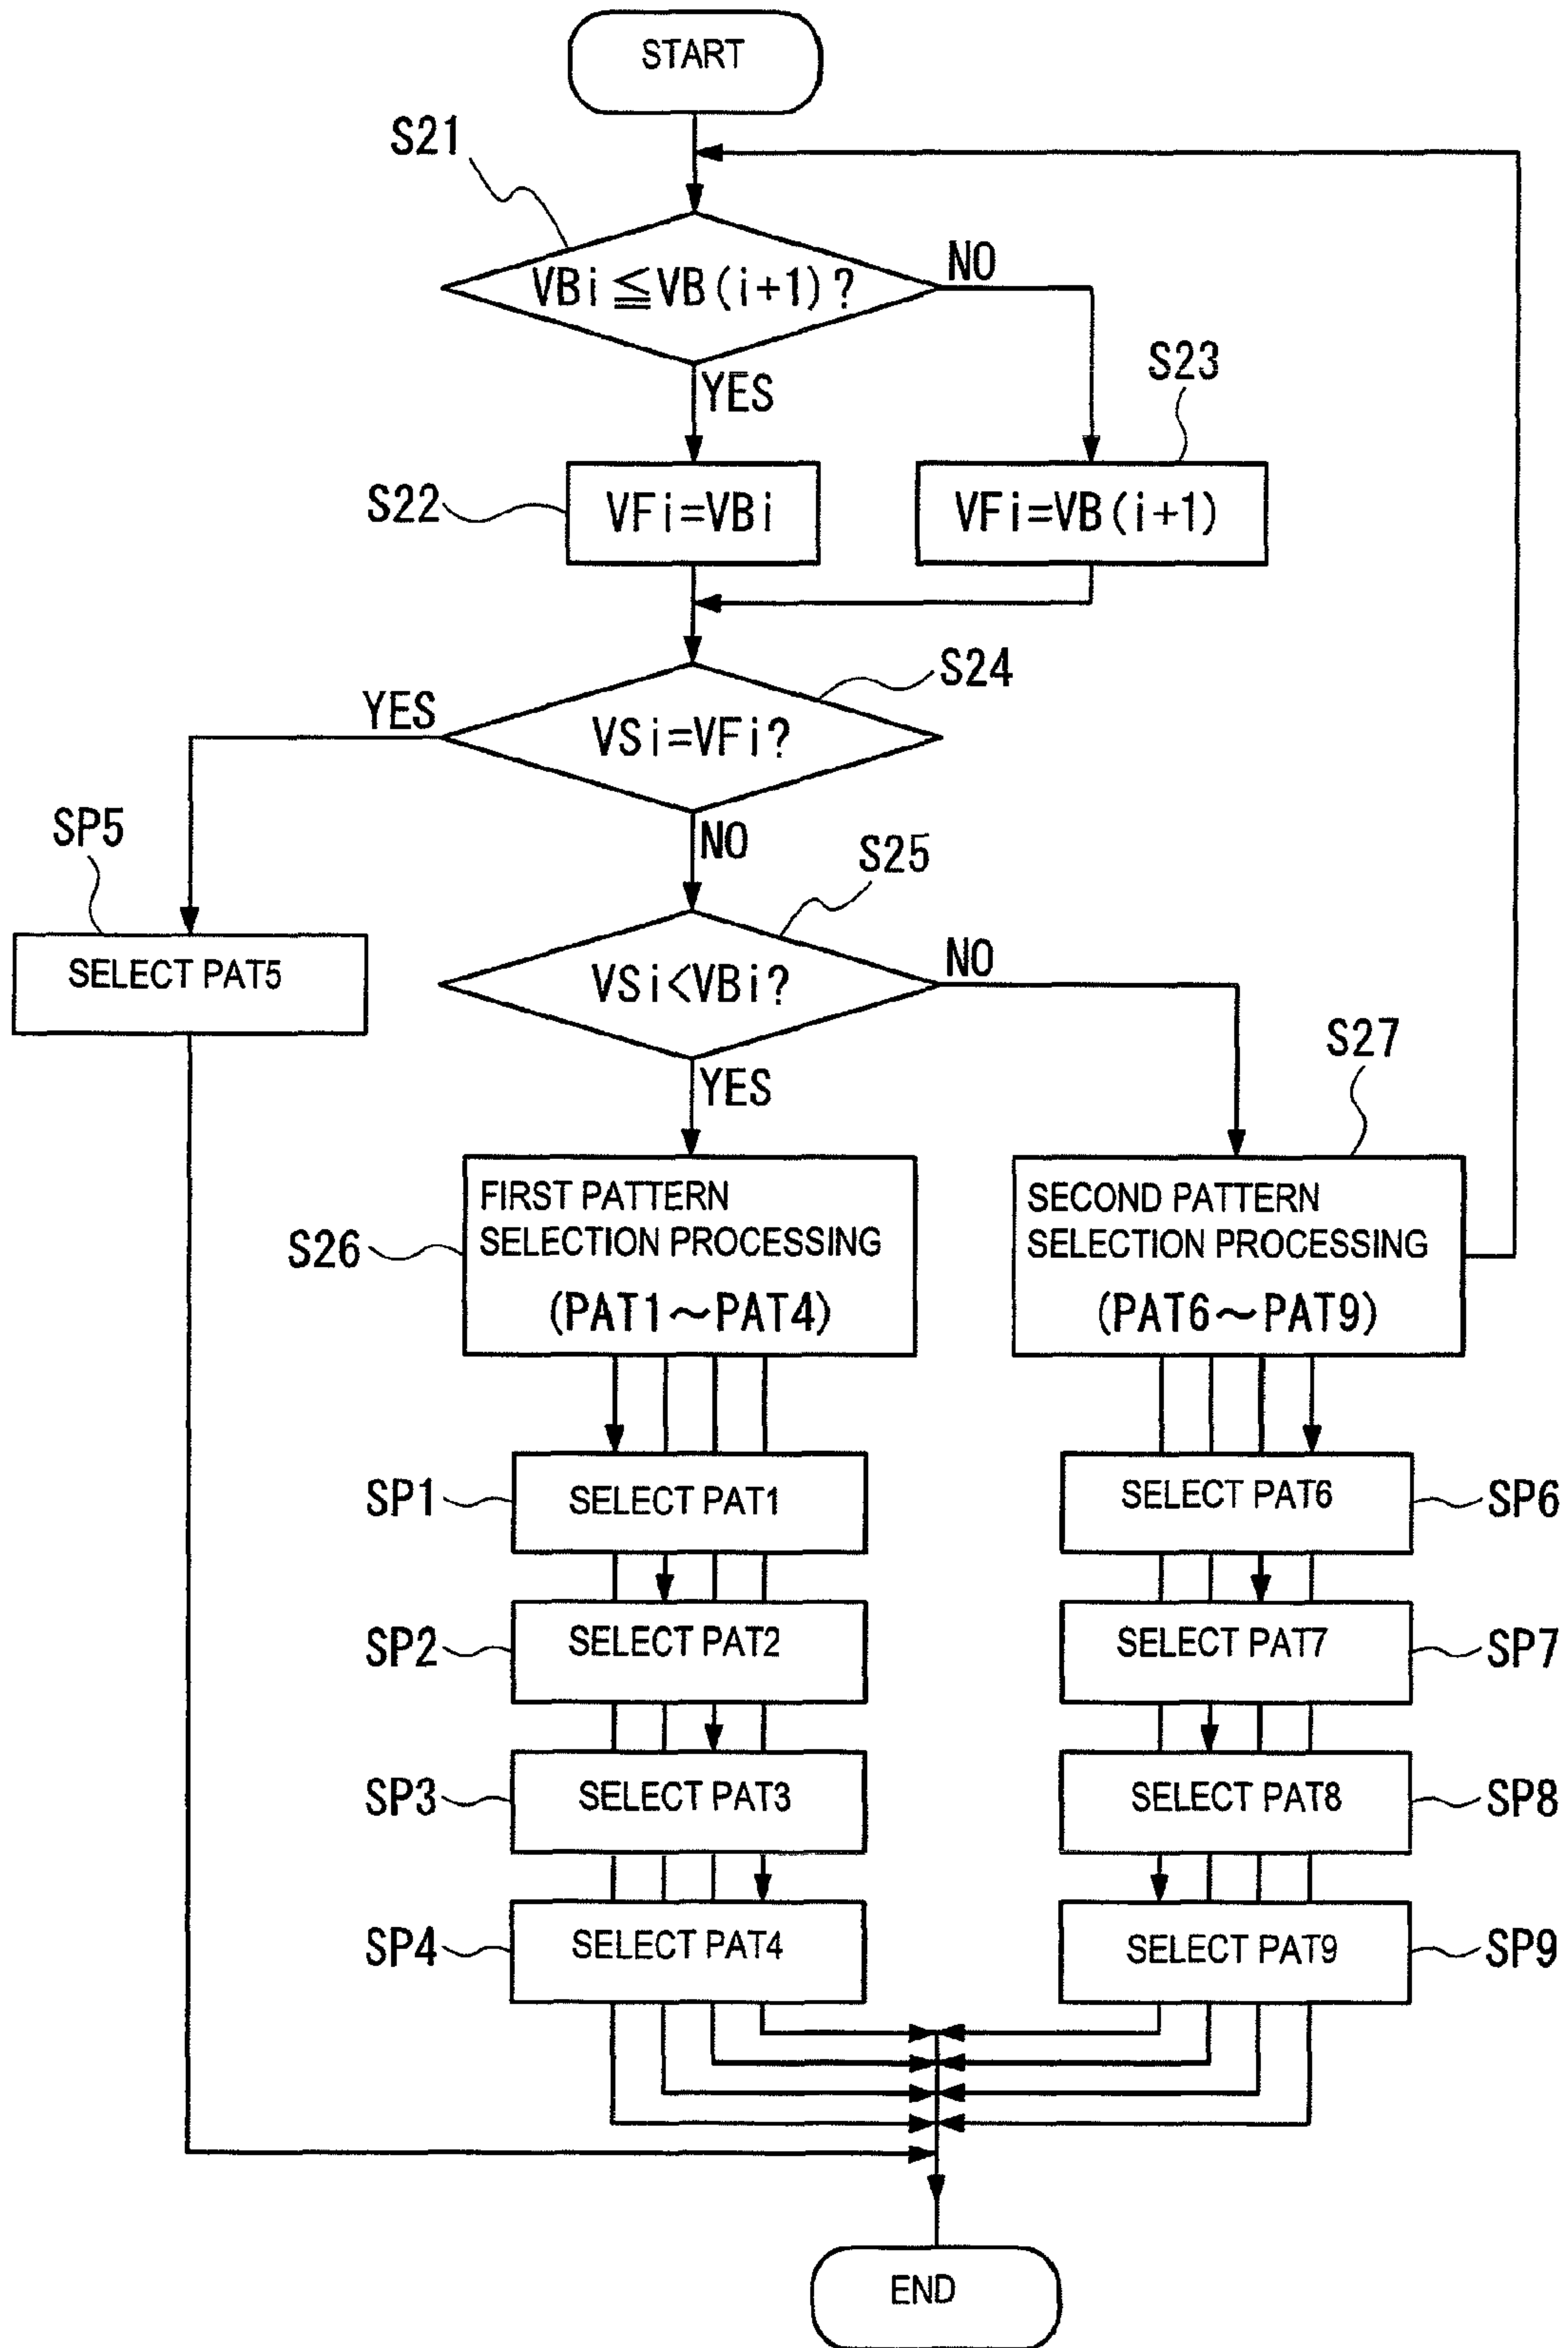 START
S21
VBi≦VB(i+1)?
NO
YES
S23
S22
VFi=VBi
VFi=VB(i+1)
S24
YES
VSi=VFi?
NO
SP5
S25
SELECT PAT5
VSi<VBi?
NO
YES
S27
S26
FIRST PATTERN
SELECTION PROCESSING
(PAT1～PAT4)
SECOND PATTERN
SELECTION PROCESSING
(PAT6～PAT9)
SP1
SELECT PAT1
SELECT PAT6
SP6
SP2
SELECT PAT2
SELECT PAT7
SP7
SP3
SELECT PAT3
SELECT PAT8
SP8
SP4
SELECT PAT4
SELECT PAT9
SP9
END